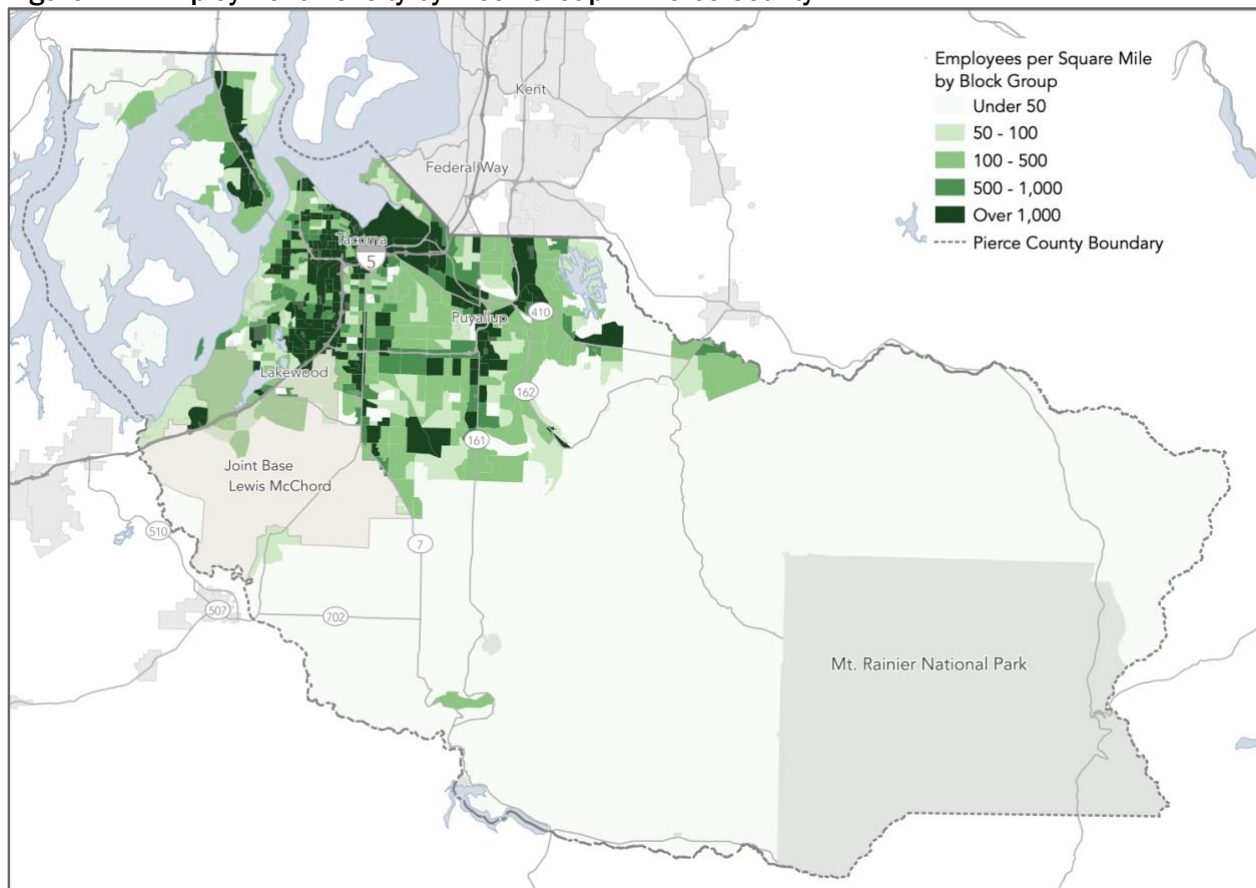 Employees per Square Mile
by Block Group
Under 50
50 - 100
100 - 500
500 - 1,000
Over 1,000
Pierce County Boundary
Kent
Federal Way
Tacoma
5
Puyallup
410
Lakewood
162
161
Joint Base
Lewis McChord
510
7
507
702
Mt. Rainier National Park